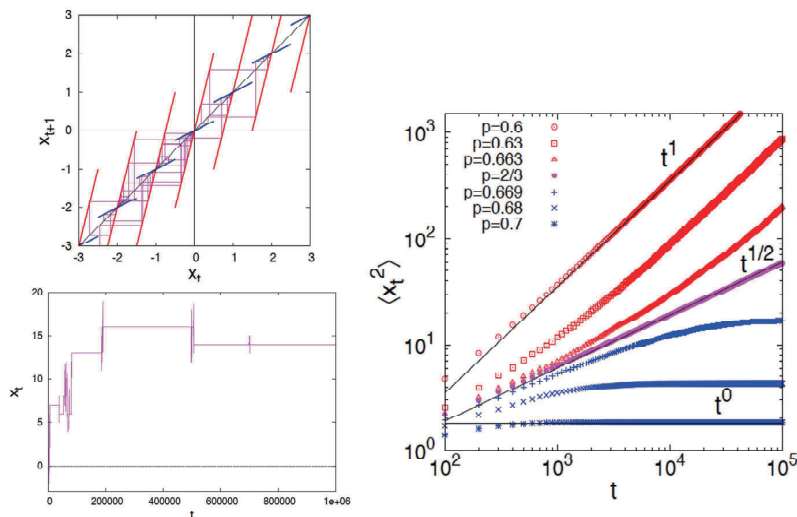 3
2
1
0
-1
-2
-3
x_{t+1}
-3 -2 -1 0 1 2 3
x_t
20
15
10
5
0
x_t
0 200000 400000 600000 800000 1e+06
t
10^3
10^2
10^1
10^0
⟨x_t^2⟩
p=0.6
p=0.63
p=0.663
p=2/3
p=0.669
p=0.68
p=0.7
t^1
t^{1/2}
t^0
10^2 10^3 10^4 10^5
t